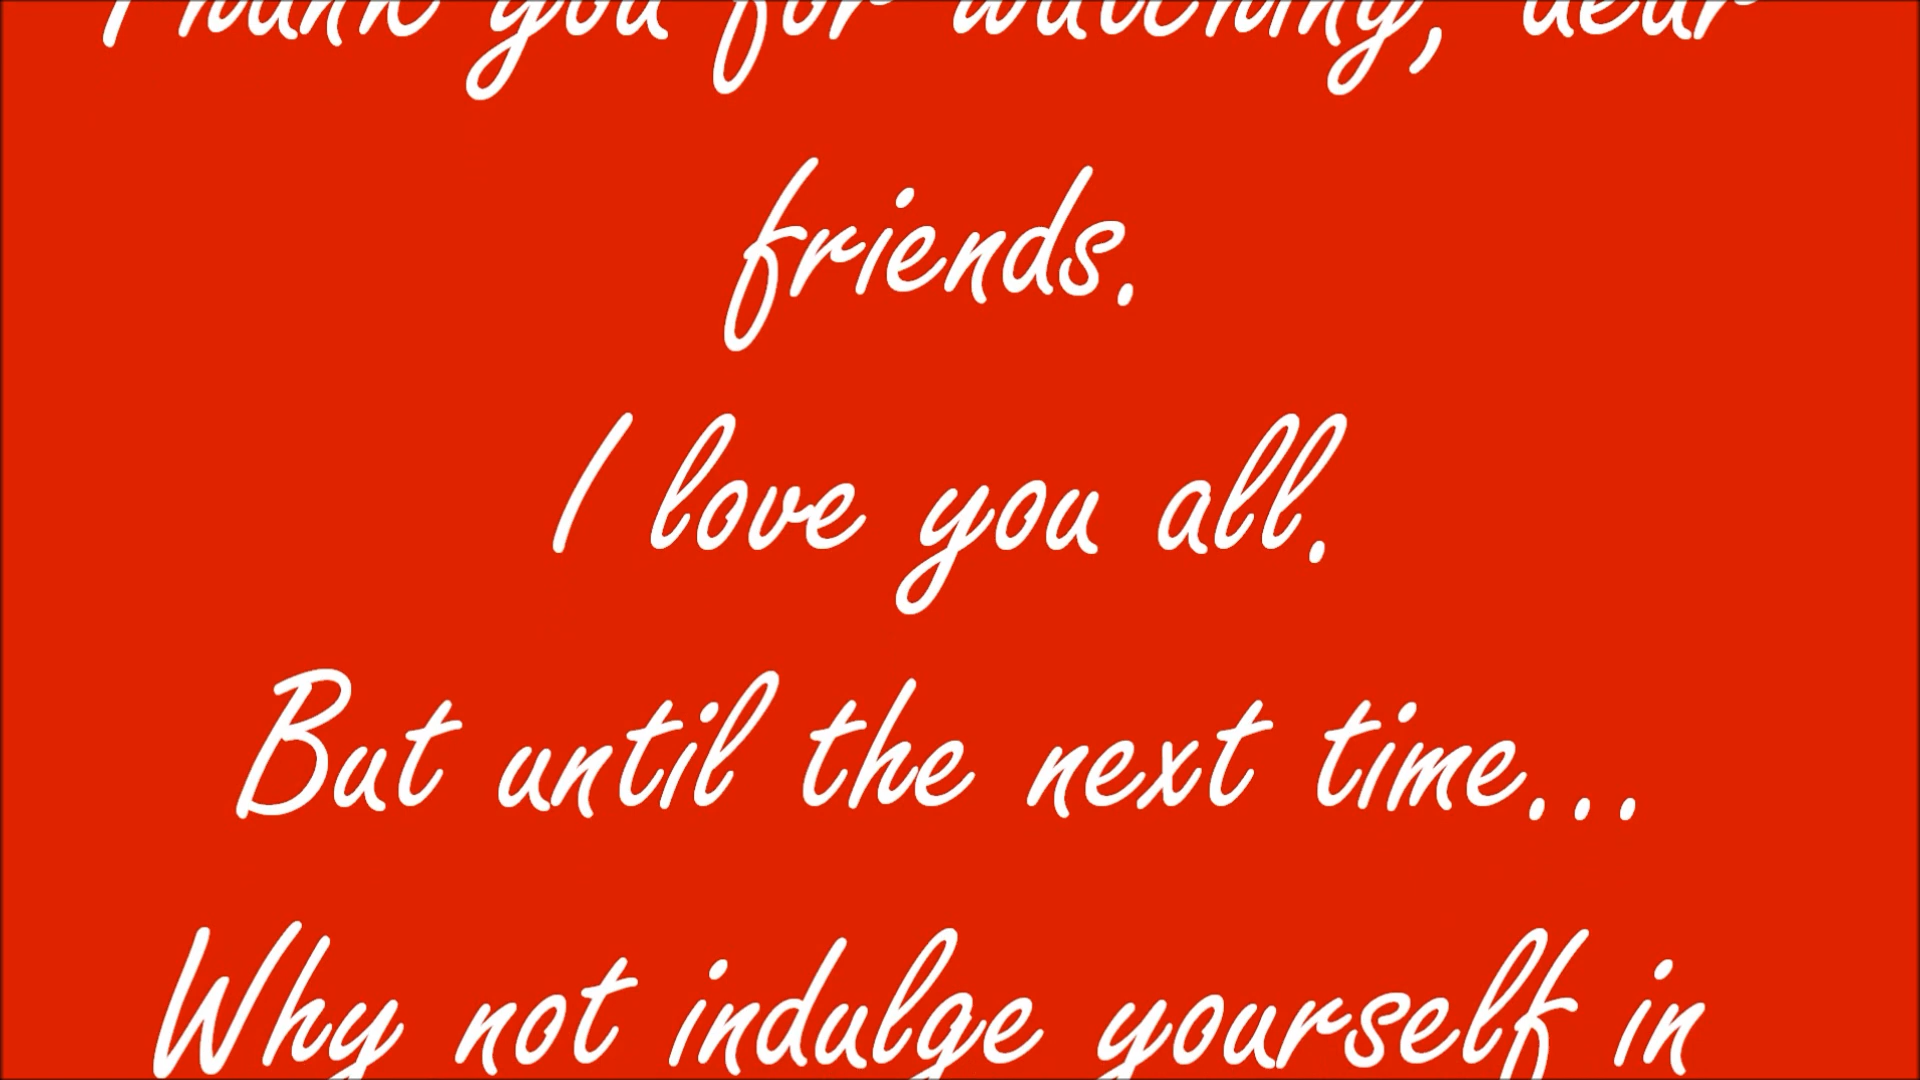 Thank you for watching, dear
friends.
I love you all.
But until the next time...
Why not indulge yourself in